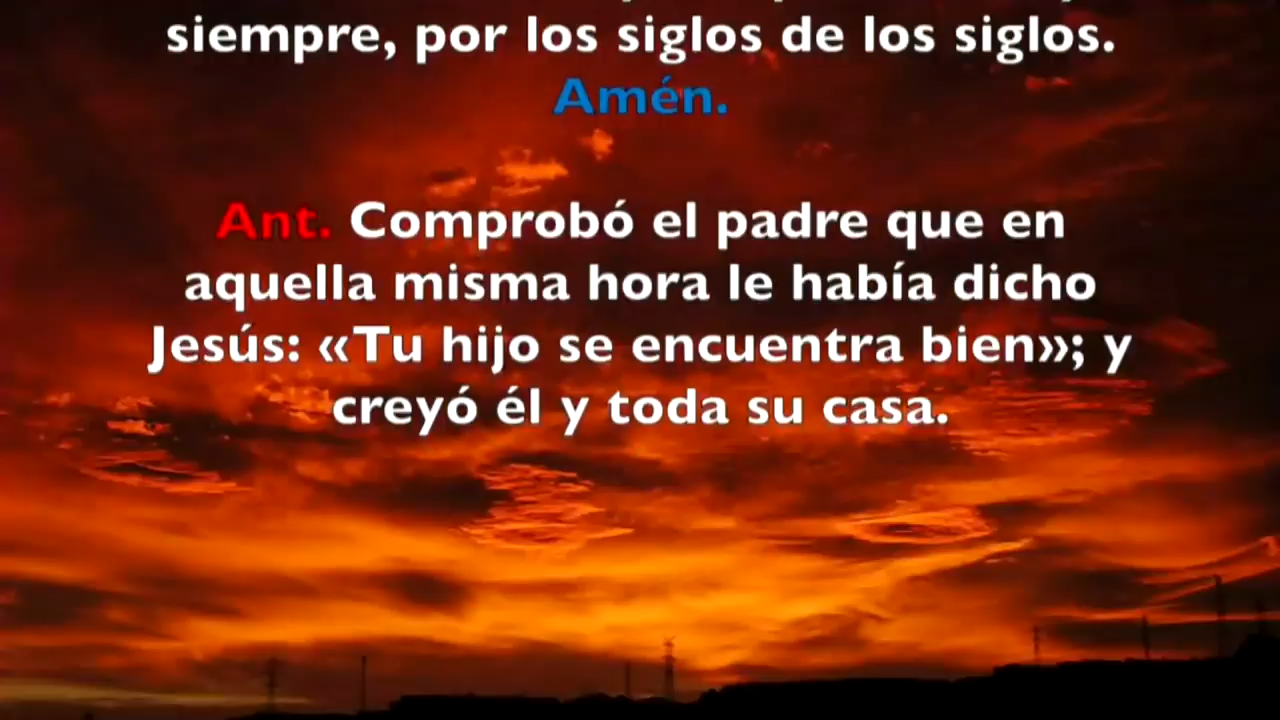 siempre, por los siglos de los siglos.
Amén.
Ant. Comprobó el padre que en
aquella misma hora le había dicho
Jesús: «Tu hijo se encuentra bien»; y
creyó él y toda su casa.